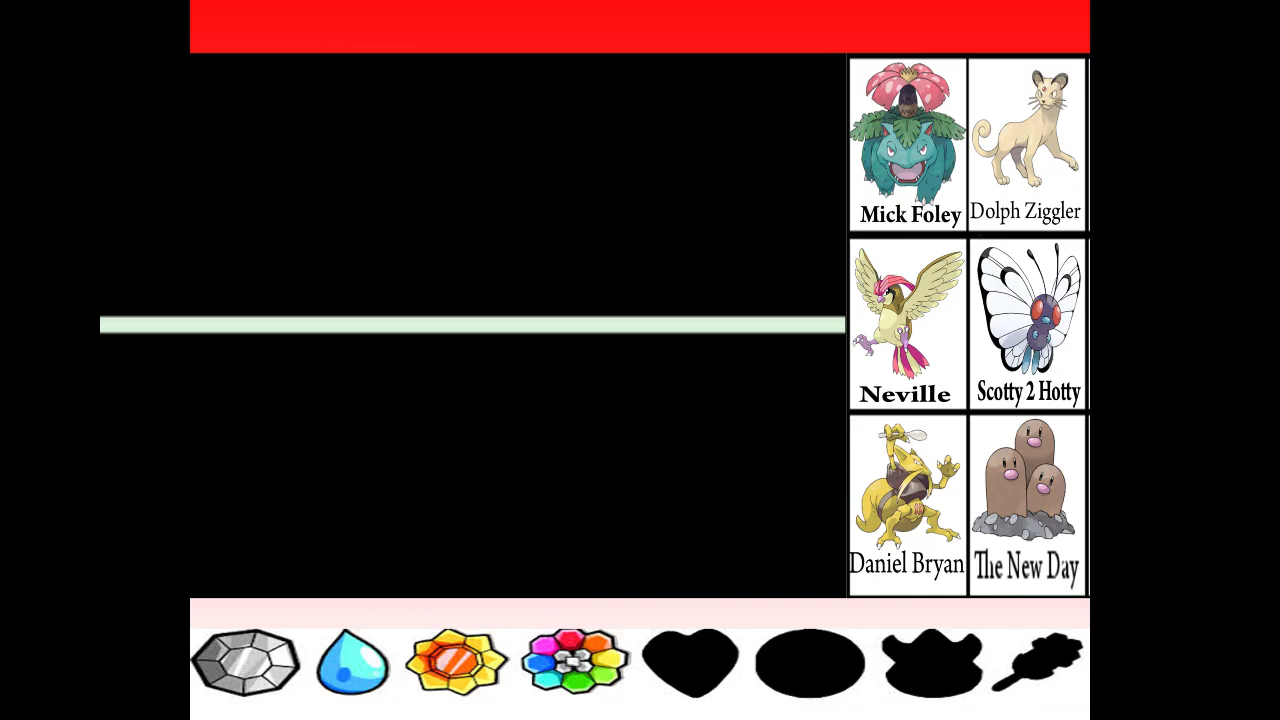 Mick Foley
Dolph Ziggler
Neville
Scotty 2 Hotty
Daniel Bryan
The New Day